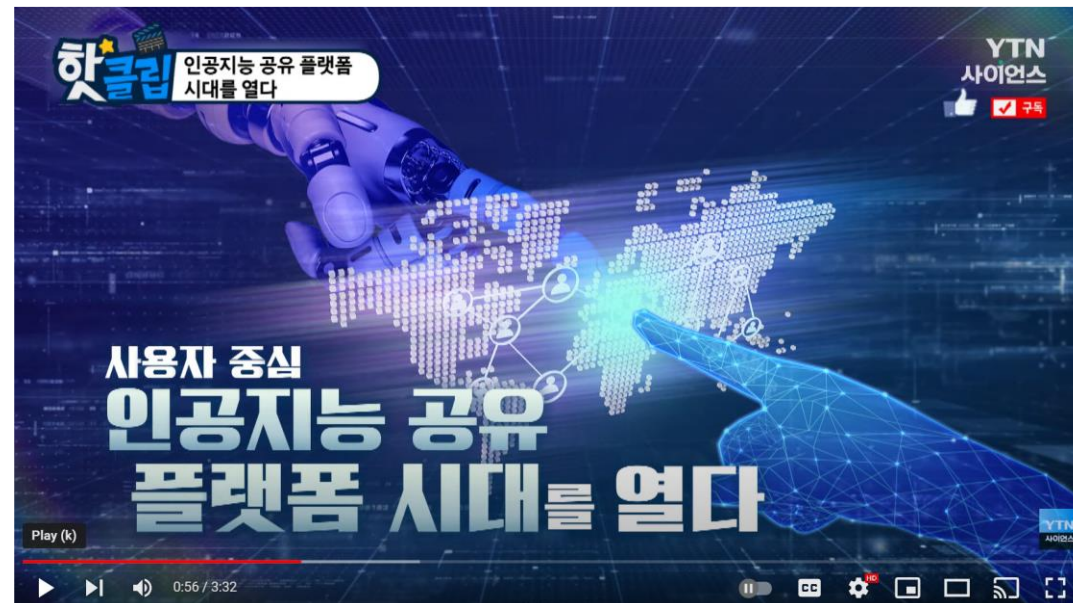 핫클립
인공지능 공유 플랫폼
시대를 열다
YTN
사이언스
구독
사용자 중심
인공지능 공유
플랫폼 시대를 열다
Play (k)
YTN
사이언스
0:56 / 3:32
CC
HD